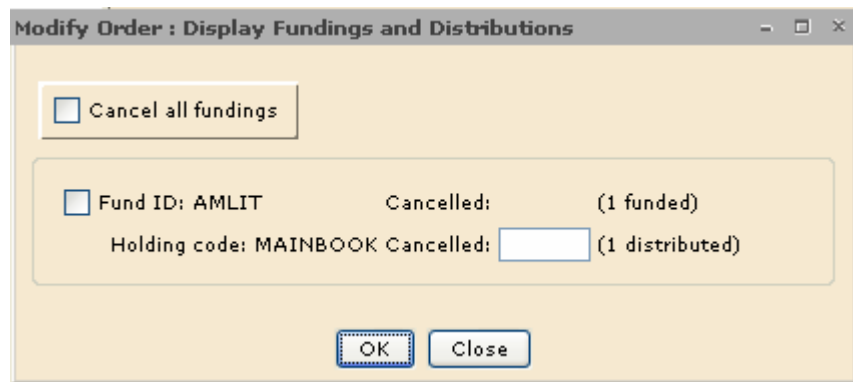 Modify Order : Display Fundings and Distributions
Cancel all fundings
Fund ID: AMLIT Cancelled: (1 funded)
Holding code: MAINBOOK Cancelled: (1 distributed)
OK Close